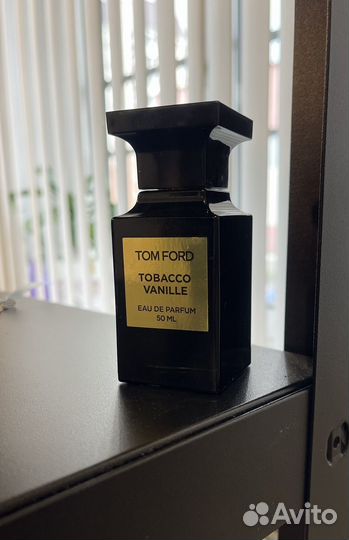 TOM FORD
TOBACCO
VANILLE
EAU DE PARFUM
50 ML
Avito